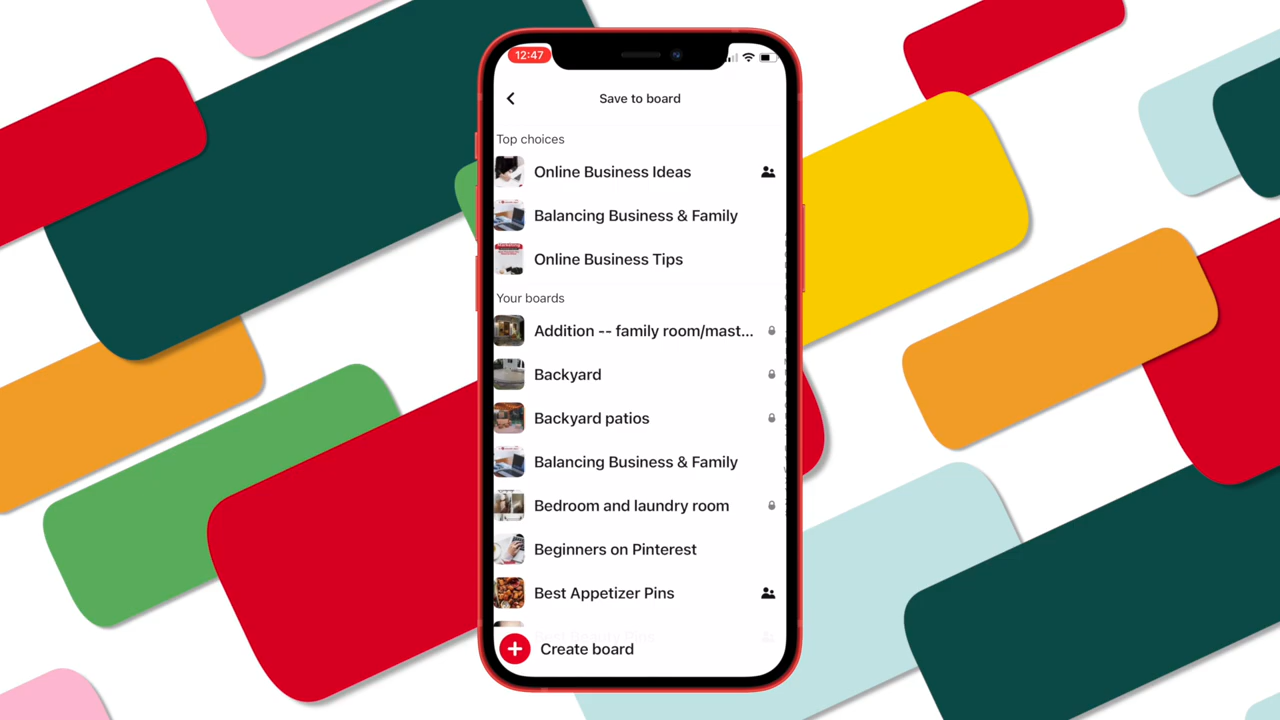 12:47
Save to board
Top choices
Online Business Ideas
Balancing Business & Family
Online Business Tips
Your boards
Addition -- family room/mast...
Backyard
Backyard patios
Balancing Business & Family
Bedroom and laundry room
Beginners on Pinterest
Best Appetizer Pins
Create board